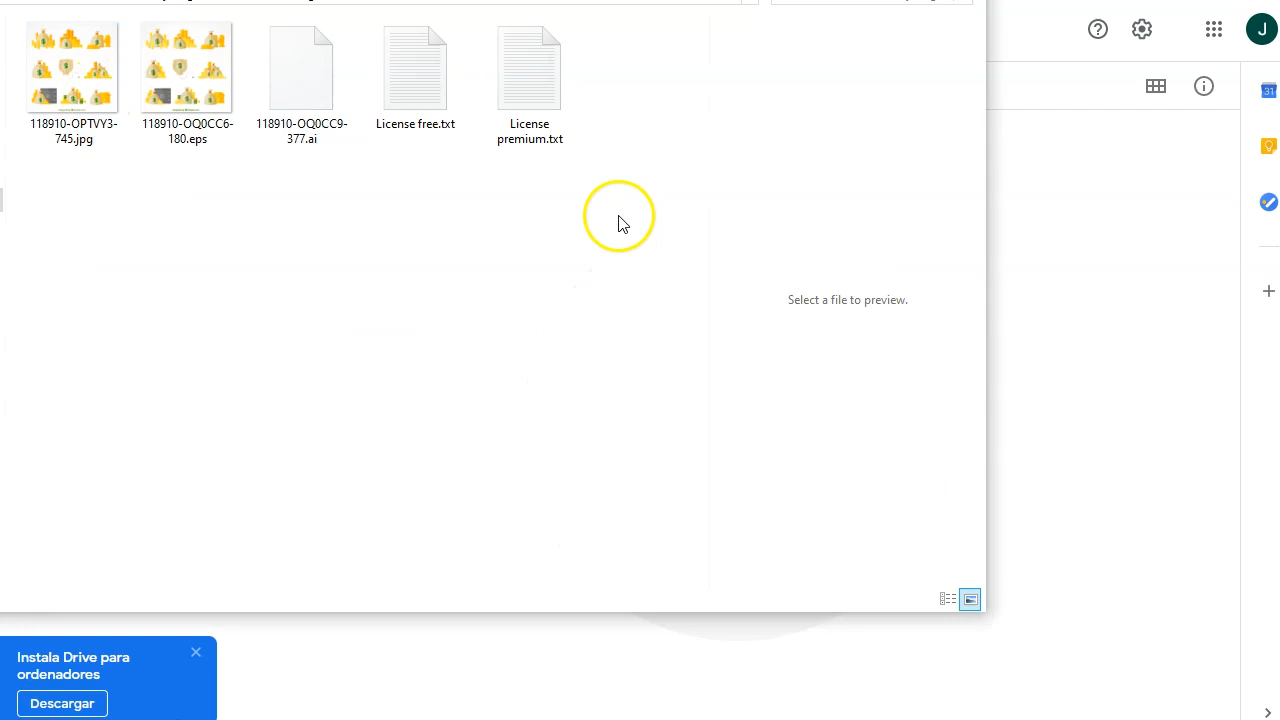 J
118910-OPTVY3-
745.jpg
118910-OQ0CC6-
180.eps
118910-OQ0CC9-
377.ai
License free.txt
License
premium.txt
31
Select a file to preview.
Instala Drive para
ordenadores
Descargar